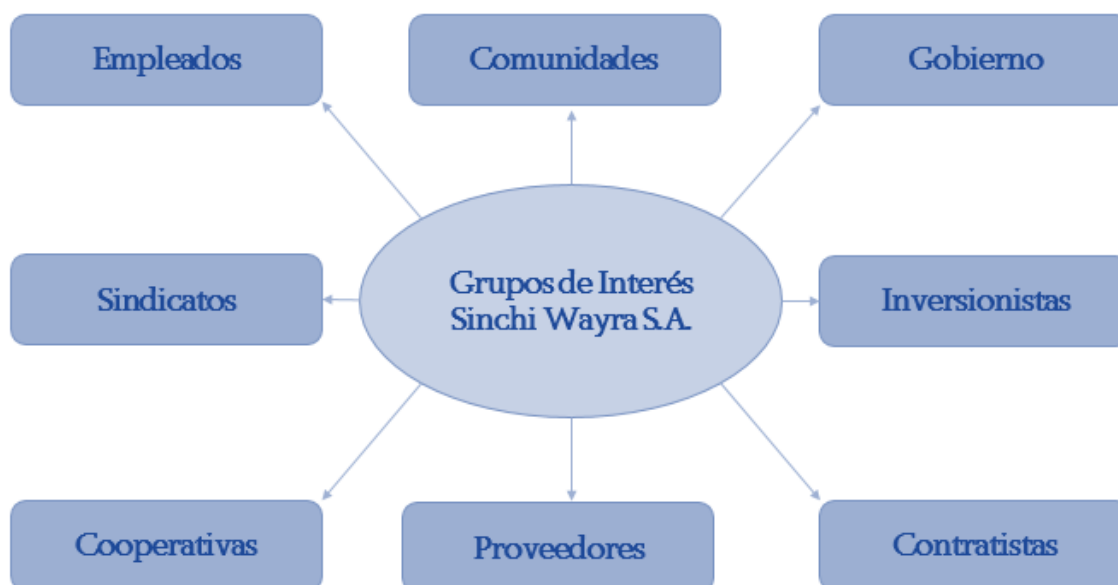 Empleados
Comunidades
Gobierno
Sindicatos
Grupos de Interés
Sinchi Wayra S.A.
Inversionistas
Cooperativas
Proveedores
Contratistas